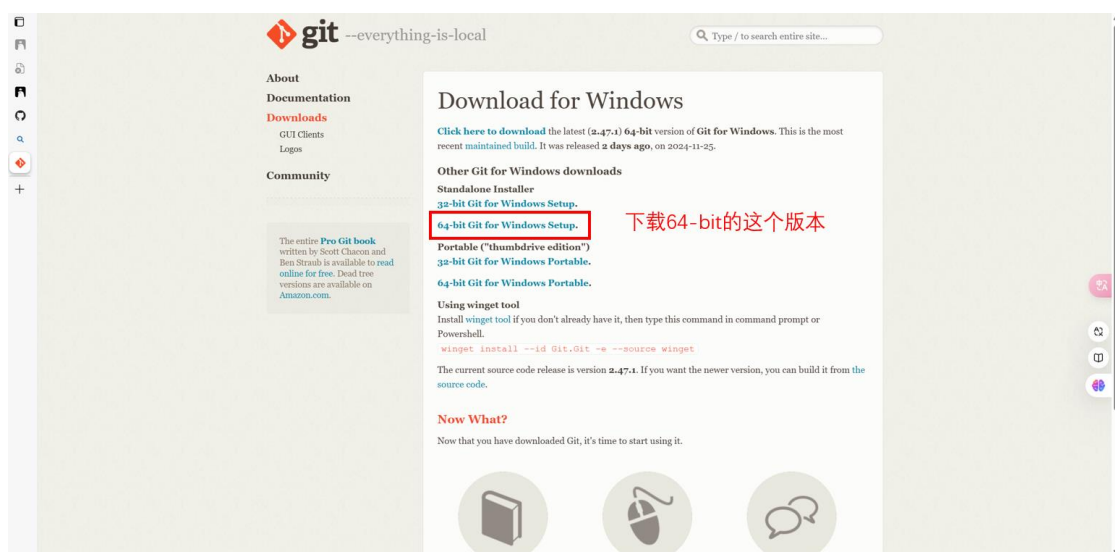 git --everything-is-local
Type / to search entire site...
About
Documentation
Downloads
GUI Clients
Logos
Community
The entire Pro Git book
written by Scott Chacon and
Ben Straub is available to read
online for free. Dead tree
versions are available on
Amazon.com.
Download for Windows
Click here to download the latest (2.47.1) 64-bit version of Git for Windows. This is the most
recent maintained build. It was released 2 days ago, on 2024-11-25.
Other Git for Windows downloads
Standalone Installer
32-bit Git for Windows Setup.
64-bit Git for Windows Setup.
下载64-bit的这个版本
Portable ("thumbdrive edition")
32-bit Git for Windows Portable.
64-bit Git for Windows Portable.
Using winget tool
Install winget tool if you don't already have it, then type this command in command prompt or
Powershell.
winget install --id Git.Git -e --source winget
The current source code release is version 2.47.1. If you want the newer version, you can build it from the
source code.
Now What?
Now that you have downloaded Git, it's time to start using it.